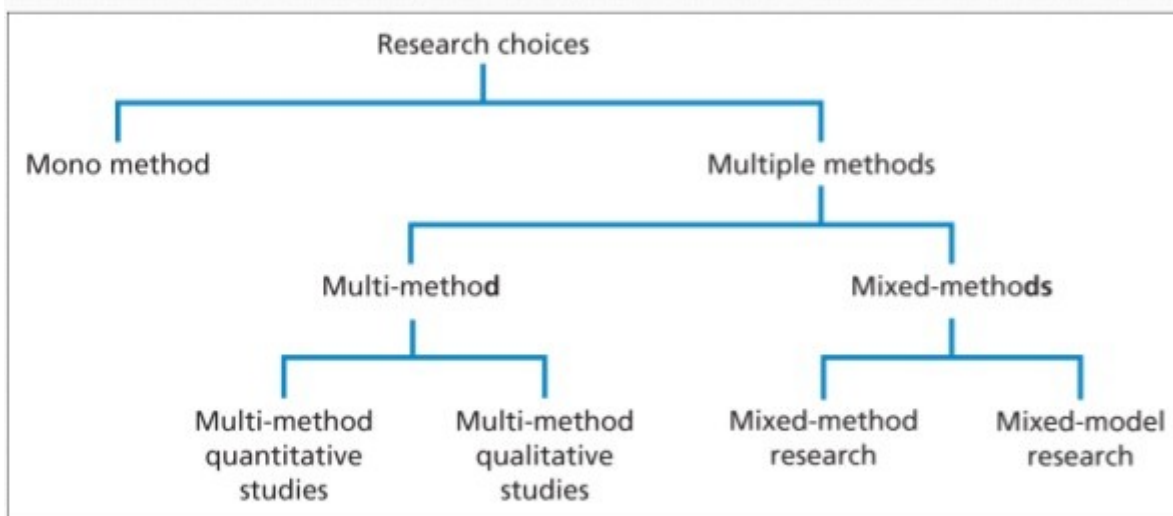 Research choices
Mono method
Multiple methods
Multi-method
Mixed-methods
Multi-method
quantitative
studies
Multi-method
qualitative
studies
Mixed-method
research
Mixed-model
research